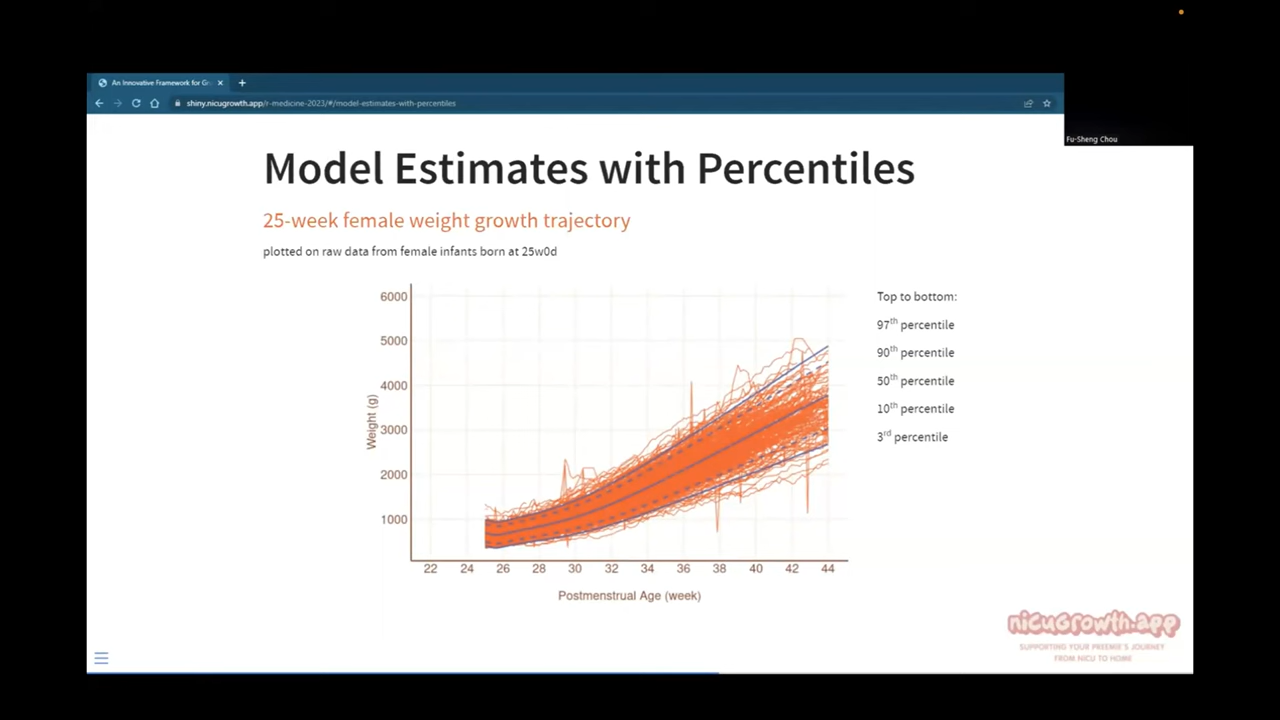 An Innovative Framework for Gr
shiny.nicugrowth.app/r-medicine-2023/#/model-estimates-with-percentiles
Fu-Sheng Chou
Model Estimates with Percentiles
25-week female weight growth trajectory
plotted on raw data from female infants born at 25w0d
Top to bottom:
97th percentile
90th percentile
50th percentile
10th percentile
3rd percentile
6000
5000
4000
3000
2000
1000
Weight (g)
22 24 26 28 30 32 34 36 38 40 42 44
Postmenstrual Age (week)
nicuGrowth.app
SUPPORTING YOUR PREEMIE'S JOURNEY
FROM NICU TO HOME